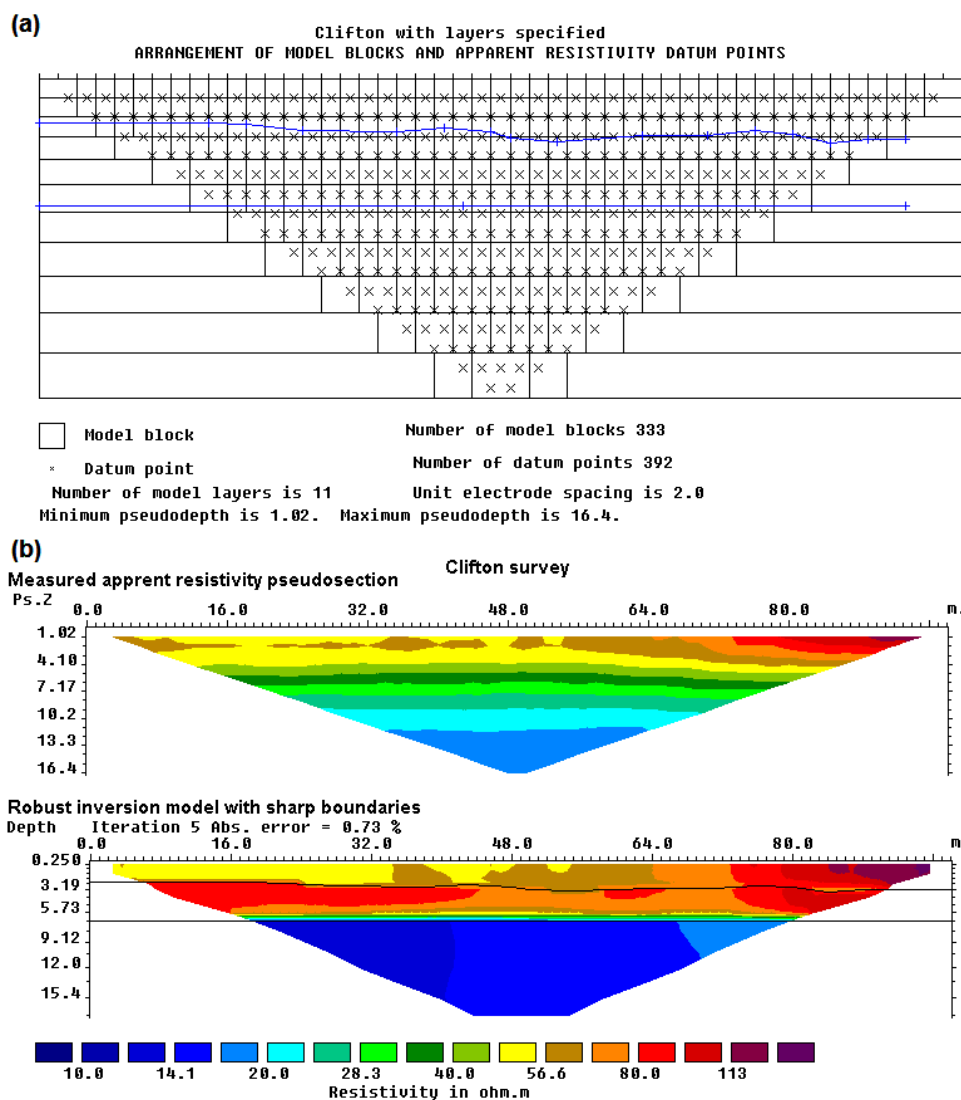 (a)
Clifton with layers specified
ARRANGEMENT OF MODEL BLOCKS AND APPARENT RESISTIVITY DATUM POINTS
Model block
Number of model blocks 333
Datum point
Number of datum points 392
Number of model layers is 11
Unit electrode spacing is 2.0
Minimum pseudodepth is 1.02. Maximum pseudodepth is 16.4.
(b)
Clifton survey
Measured apprent resistivity pseudosection
Ps.Z 0.0 16.0 32.0 48.0 64.0 80.0 m.
1.02
4.10
7.17
10.2
13.3
16.4
Robust inversion model with sharp boundaries
Depth Iteration 5 Abs. error = 0.73 %
0.0 16.0 32.0 48.0 64.0 80.0 m
0.250
3.19
5.73
9.12
12.0
15.4
10.0 14.1 20.0 28.3 40.0 56.6 80.0 113
Resistivity in ohm.m